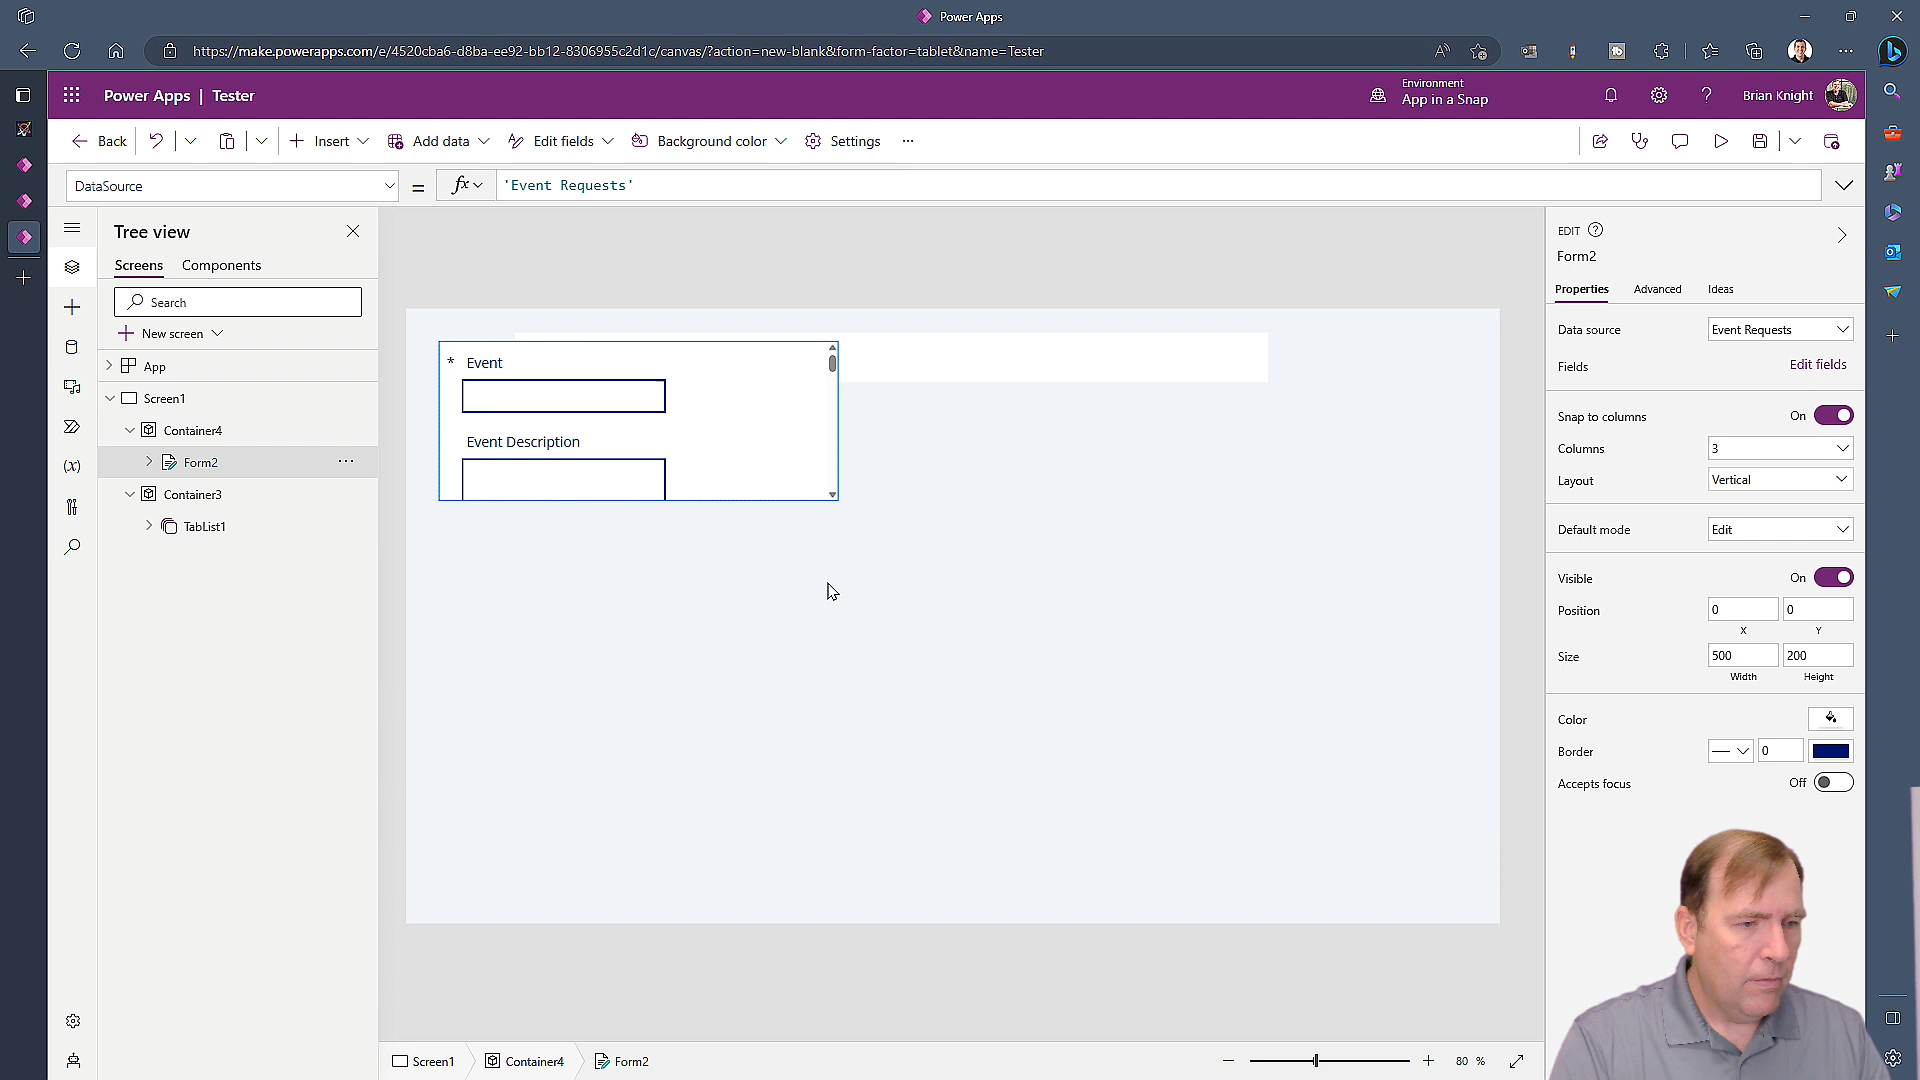 Power Apps
https://make.powerapps.com/e/4520cba6-d8ba-ee92-bb12-8306955c2d1c/canvas/?action=new-blank&form-factor=tablet&name=Tester
Power Apps | Tester
Environment
App in a Snap
Brian Knight
Back
Insert
Add data
Edit fields
Background color
Settings
DataSource
=
fx
'Event Requests'
Tree view
Screens
Components
Search
New screen
App
Screen1
Container4
Form2
Container3
TabList1
* Event
Event Description
EDIT
Form2
Properties
Advanced
Ideas
Data source
Event Requests
Fields
Edit fields
Snap to columns
On
Columns
3
Layout
Vertical
Default mode
Edit
Visible
On
Position
0
0
X
Y
Size
500
200
Width
Height
Color
Border
0
Accepts focus
Off
Screen1
Container4
Form2
80 %